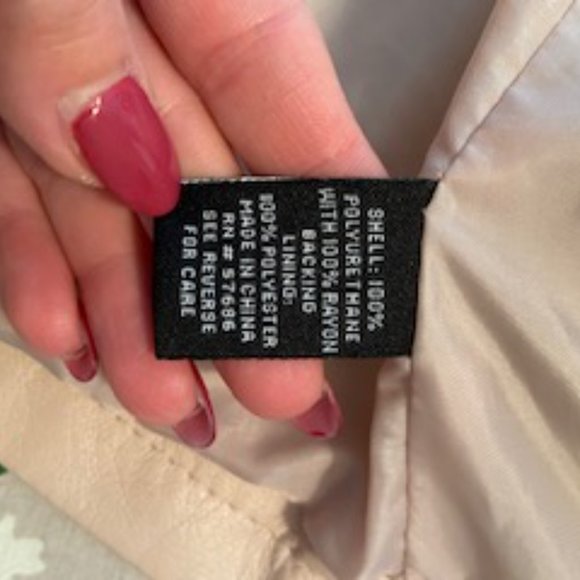 SHELL: 100%
POLYURETHANE
WITH 100% RAYON
BACKING
LINING:
100% POLYESTER
MADE IN CHINA
RN # 57686
SEE REVERSE
FOR CARE